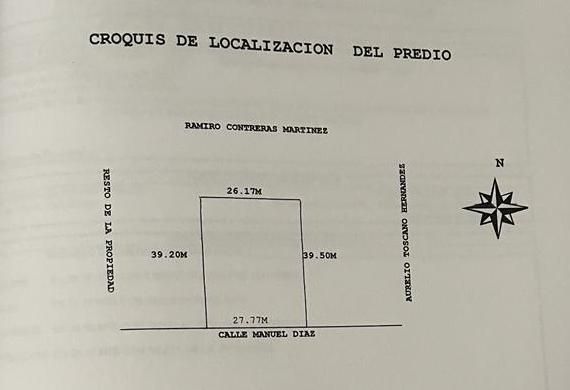 CROQUIS DE LOCALIZACION DEL PREDIO
RAMIRO CONTRERAS MARTINEZ
N
RESTO DE LA PROPIEDAD
26.17M
AURELIO TOSCANO HERNANDEZ
39.20M
39.50M
27.77M
CALLE MANUEL DIAZ